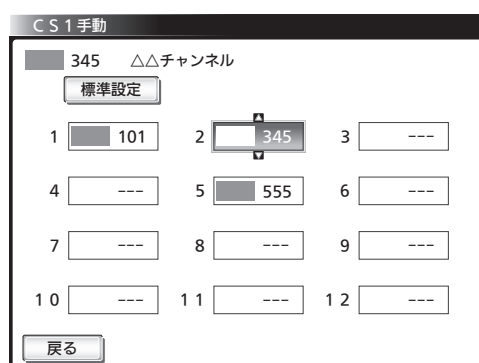 CS1手動
345 △△チャンネル
標準設定
1 101 2 345 3 ---
4 --- 5 555 6 ---
7 --- 8 --- 9 ---
10 --- 11 --- 12 ---
戻る